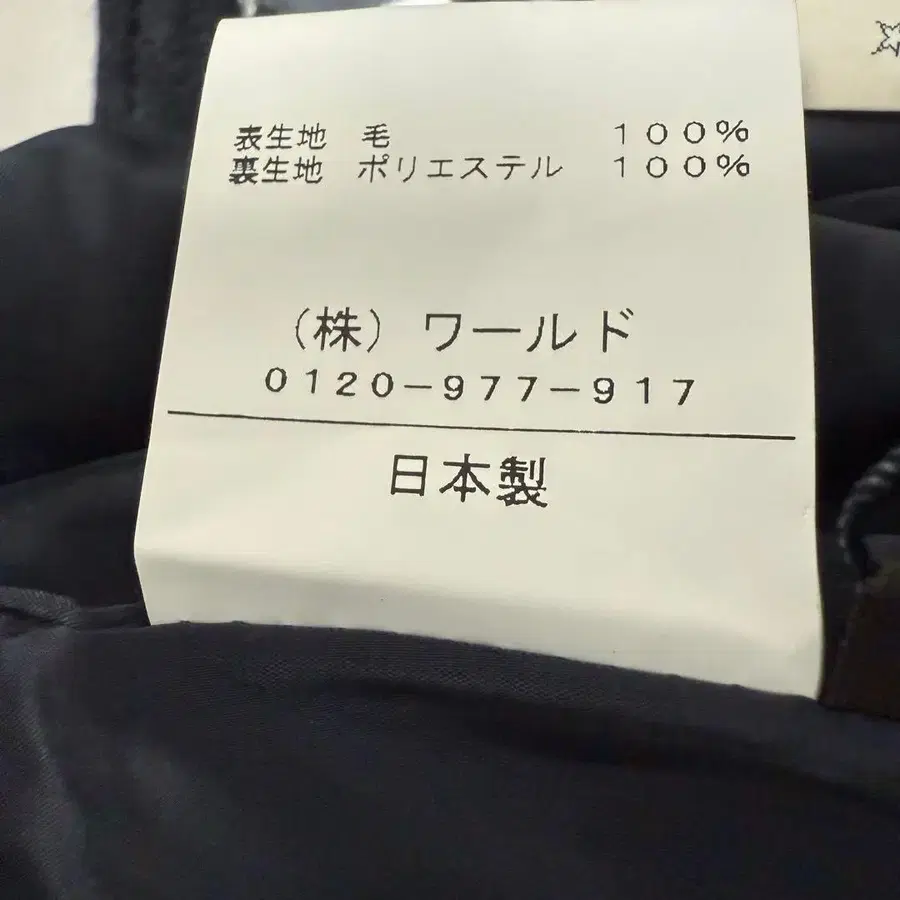 表生地 毛 100%
裏生地 ポリエステル 100%
(株)ワールド
0120-977-917
日本製